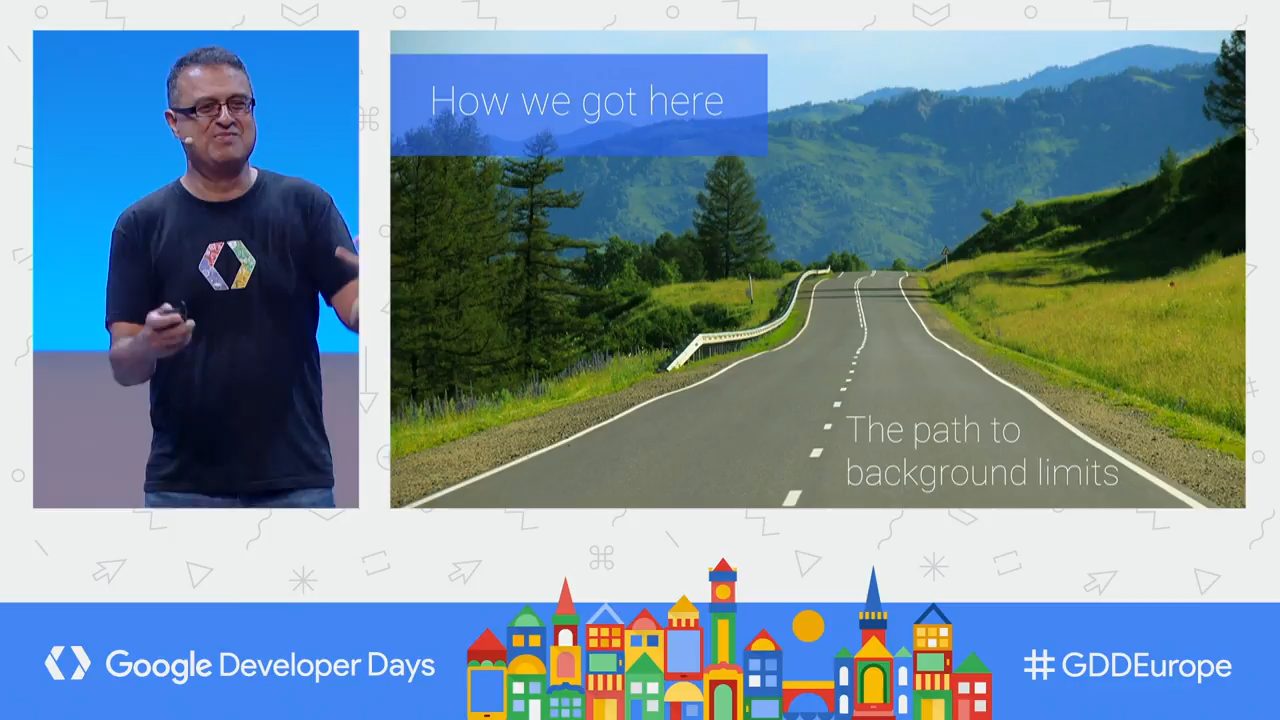 How we got here
The path to
background limits
Google Developer Days
#GDDEurope